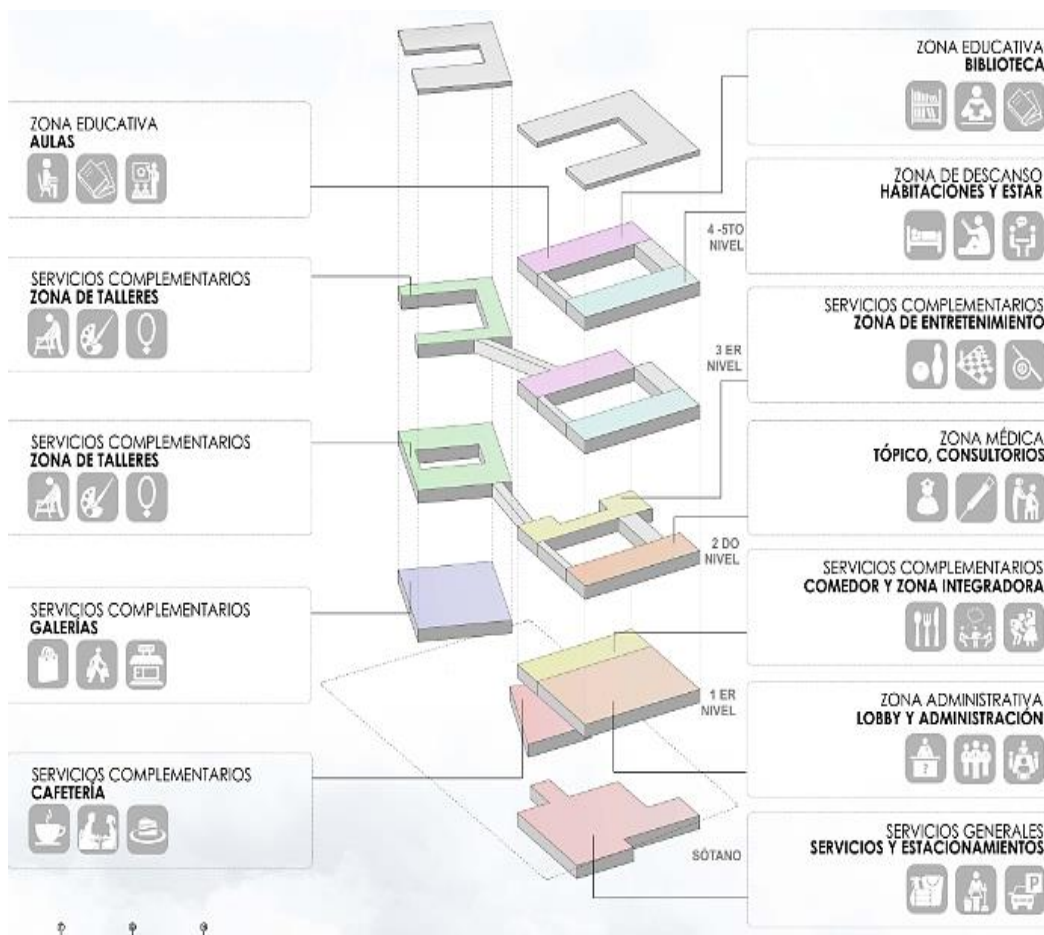 ZONA EDUCATIVA
AULAS
SERVICIOS COMPLEMENTARIOS
ZONA DE TALLERES
SERVICIOS COMPLEMENTARIOS
ZONA DE TALLERES
SERVICIOS COMPLEMENTARIOS
GALERÍAS
SERVICIOS COMPLEMENTARIOS
CAFETERÍA
4 -5TO
NIVEL
3 ER
NIVEL
2 DO
NIVEL
1 ER
NIVEL
SÓTANO
ZONA EDUCATIVA
BIBLIOTECA
ZONA DE DESCANSO
HABITACIONES Y ESTAR
SERVICIOS COMPLEMENTARIOS
ZONA DE ENTRETENIMIENTO
ZONA MÉDICA
TÓPICO, CONSULTORIOS
SERVICIOS COMPLEMENTARIOS
COMEDOR Y ZONA INTEGRADORA
ZONA ADMINISTRATIVA
LOBBY Y ADMINISTRACIÓN
?
SERVICIOS GENERALES
SERVICIOS Y ESTACIONAMIENTOS
P